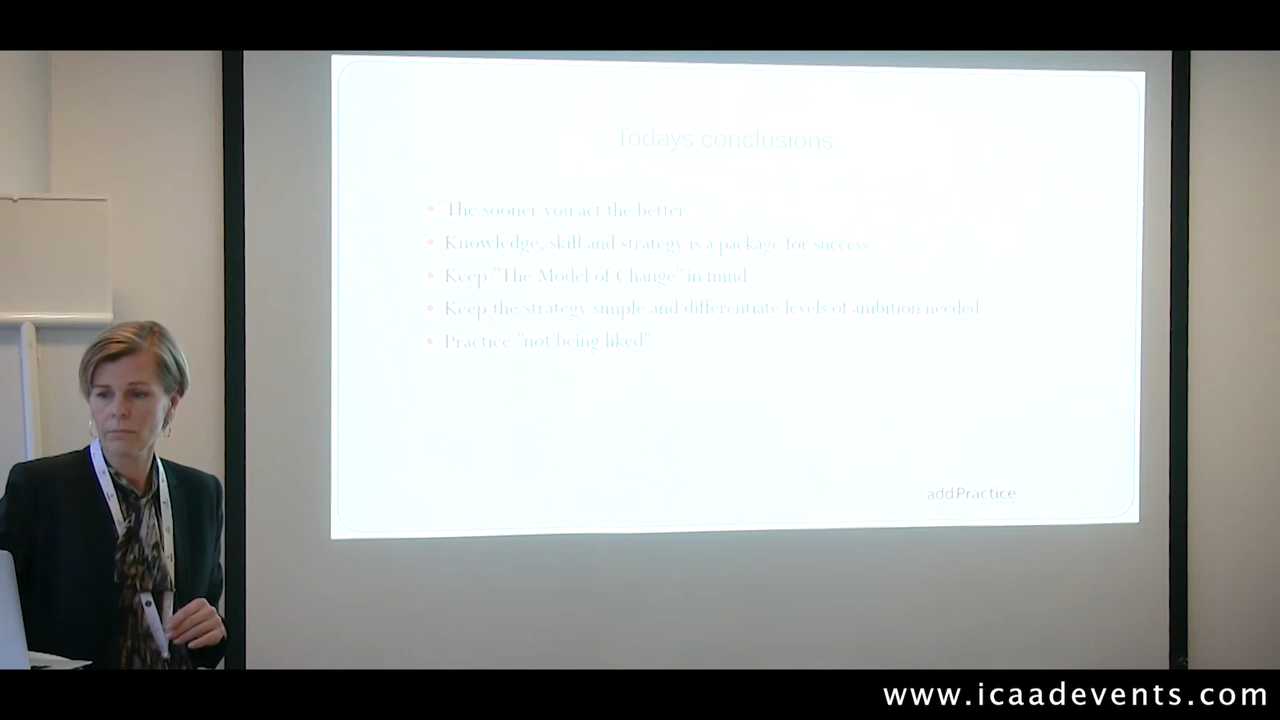 Todays conclusions
• The sooner you act the better
• Knowledge, skill and strategy is a package for success
• Keep "The Model of Change" in mind
• Keep the strategy simple and differentiate levels of ambition needed
• Practice "not being liked"
addPractice
www.icaadevents.com